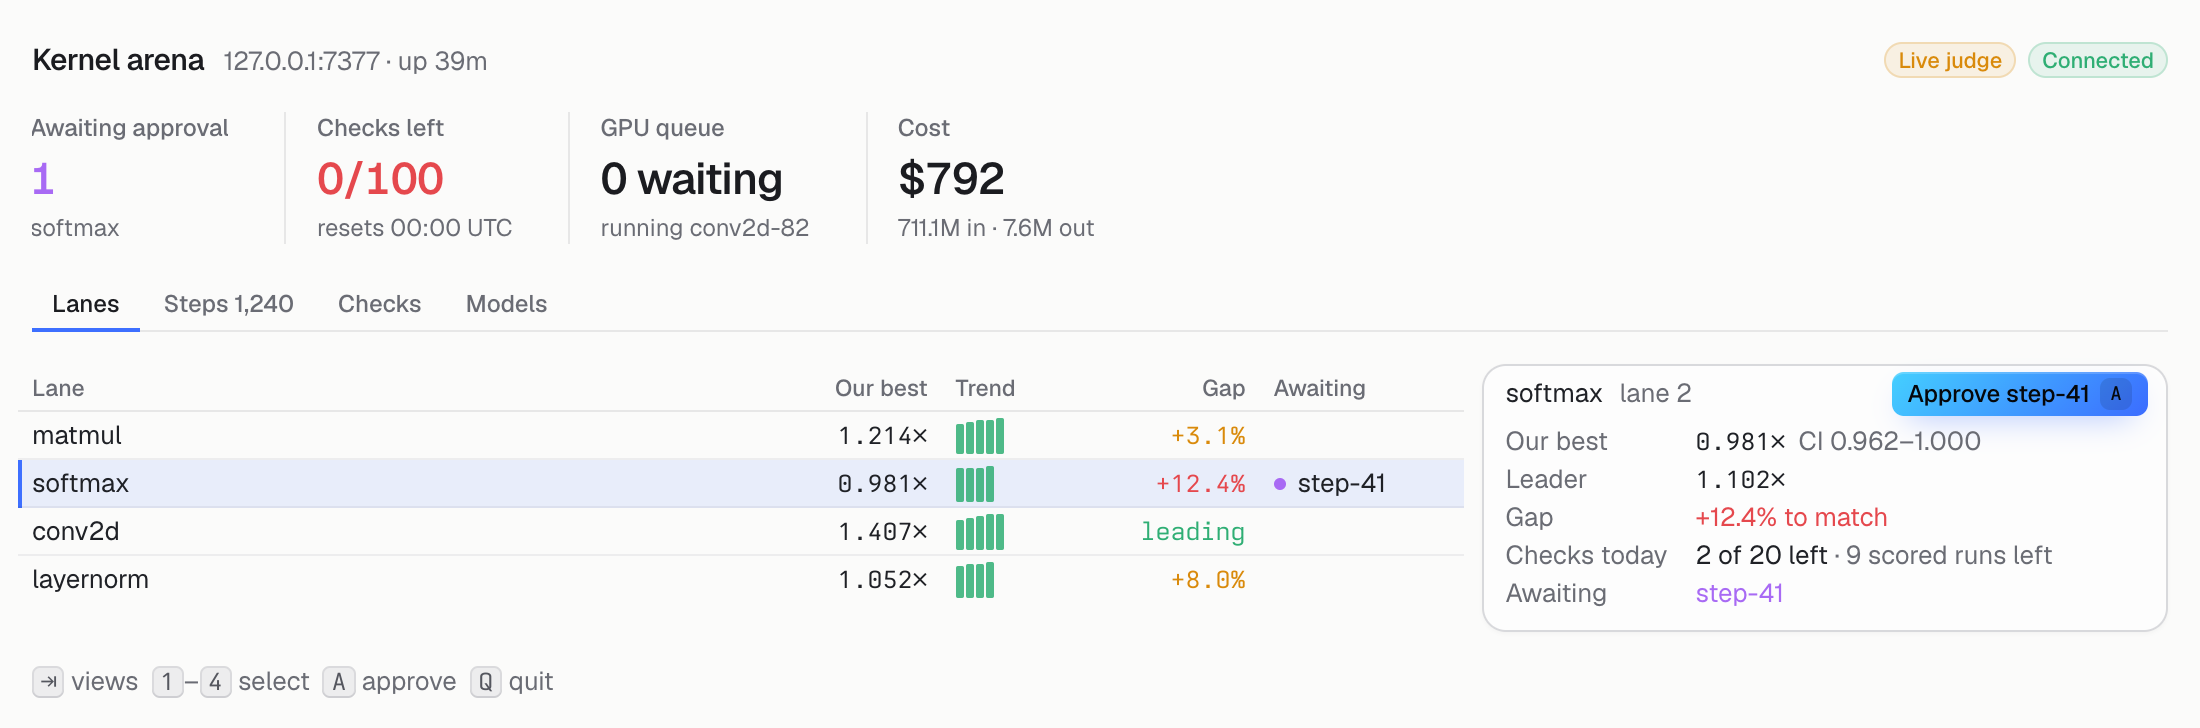 Kernel arena 127.0.0.1:7377 · up 39m Live judge Connected
Awaiting approval Checks left GPU queue Cost
1 0/100 0 waiting $792
softmax resets 00:00 UTC running conv2d-82 711.1M in · 7.6M out
Lanes Steps 1,240 Checks Models
Lane Our best Trend Gap Awaiting
matmul 1.214× +3.1%
softmax 0.981× +12.4% step-41
conv2d 1.407× leading
layernorm 1.052× +8.0%
softmax lane 2 Approve step-41 A
Our best 0.981× CI 0.962–1.000
Leader 1.102×
Gap +12.4% to match
Checks today 2 of 20 left · 9 scored runs left
Awaiting step-41
⇥ views 1–4 select A approve Q quit